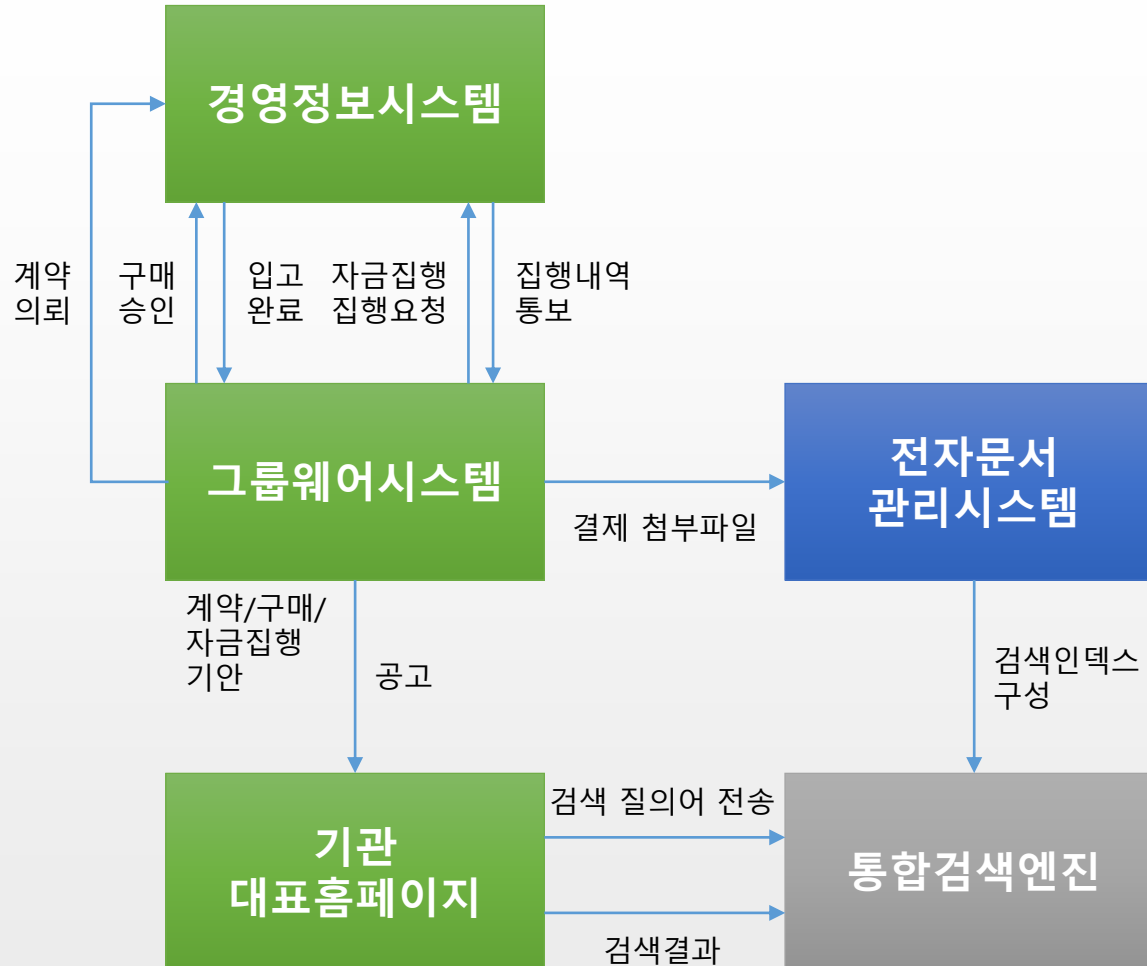 경영정보시스템
계약
의뢰
구매
승인
입고
완료
자금집행
집행요청
집행내역
통보
그룹웨어시스템
전자문서
관리시스템
결제 첨부파일
계약/구매/
자금집행
기안
공고
검색인덱스
구성
기관
대표홈페이지
검색 질의어 전송
통합검색엔진
검색결과